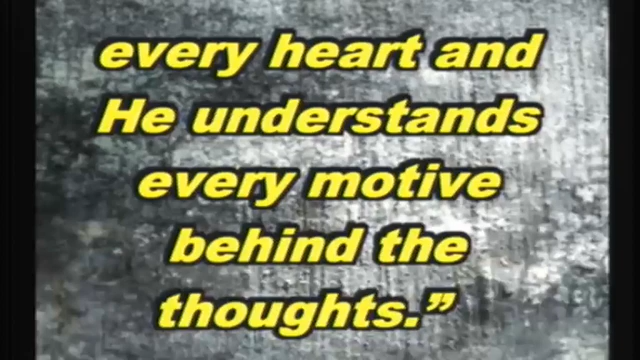 every heart and
He understands
every motive
behind the
thoughts.”